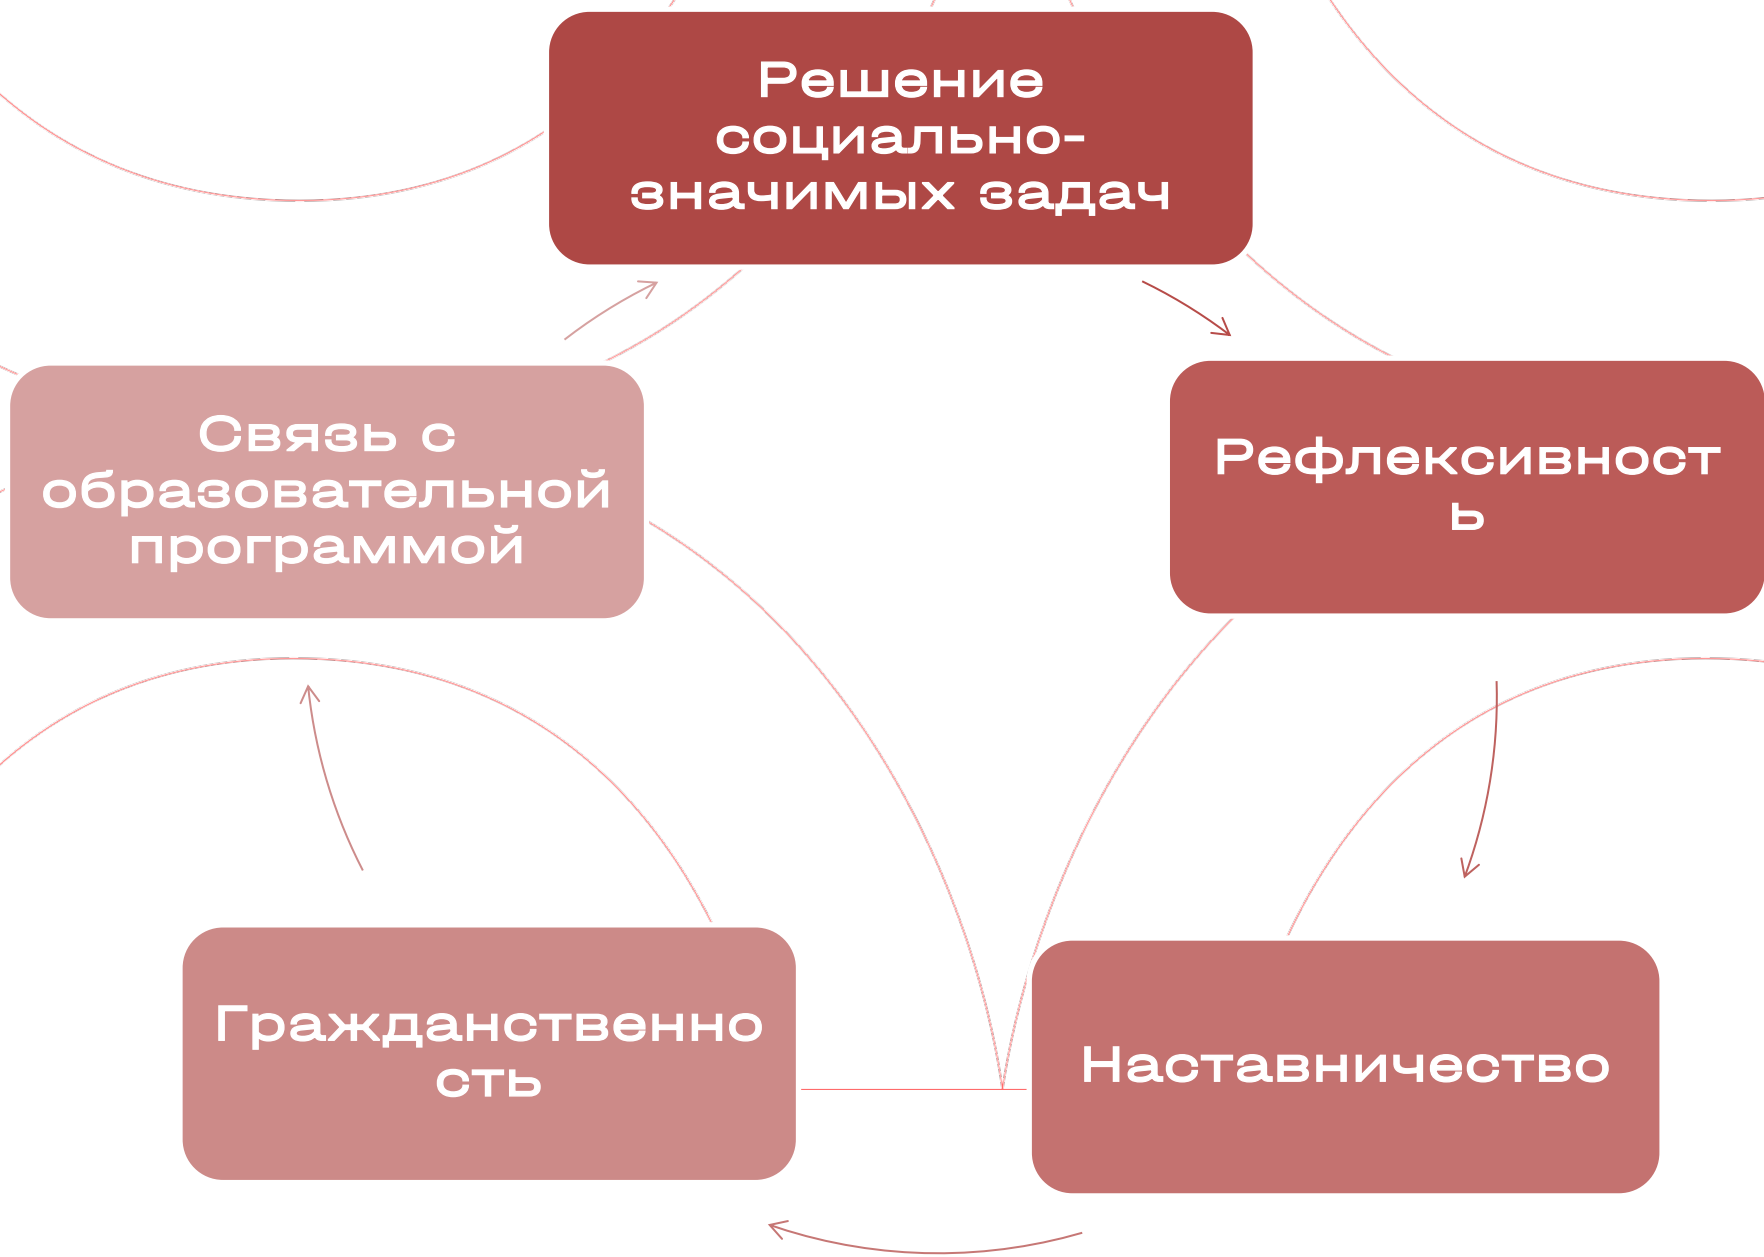 Решение
социально-
значимых задач
Связь с
образовательной
программой
Рефлексивност
ь
Гражданственно
сть
Наставничество